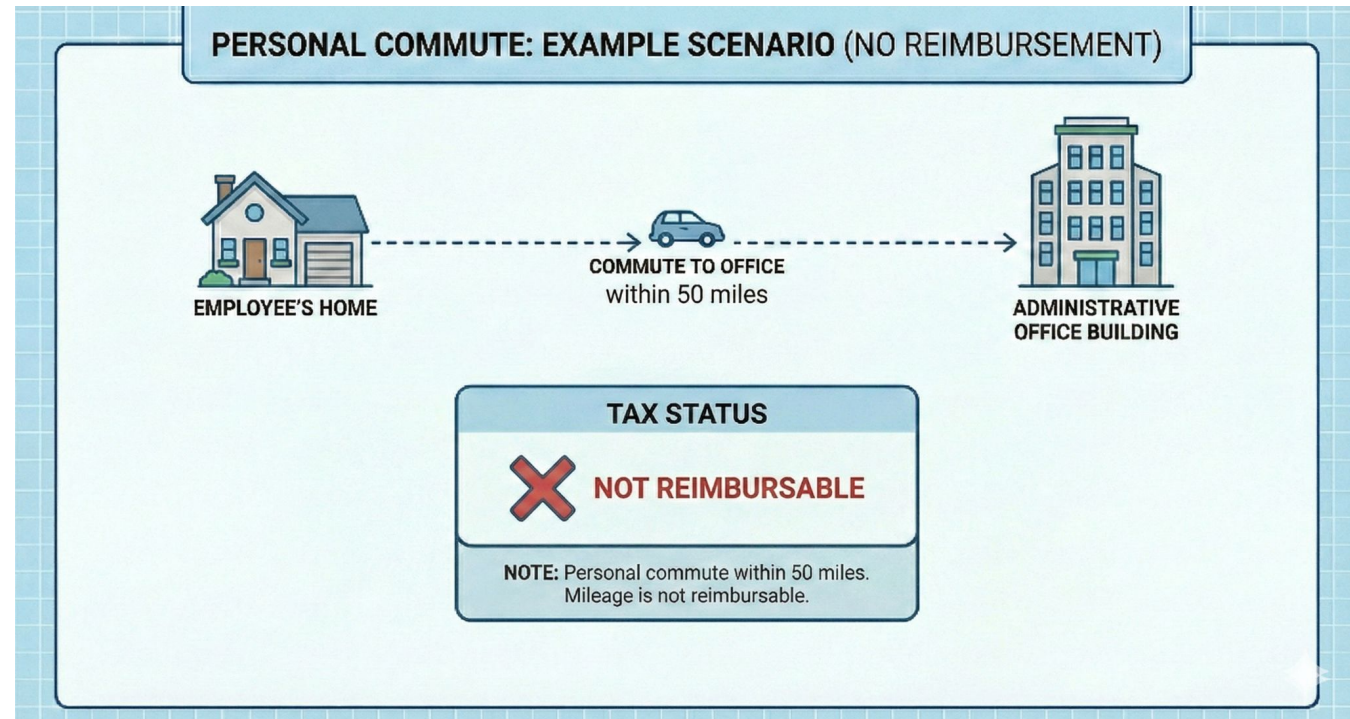 PERSONAL COMMUTE: EXAMPLE SCENARIO (NO REIMBURSEMENT)
COMMUTE TO OFFICE
within 50 miles
EMPLOYEE'S HOME
ADMINISTRATIVE
OFFICE BUILDING
TAX STATUS
NOT REIMBURSABLE
NOTE: Personal commute within 50 miles.
Mileage is not reimbursable.